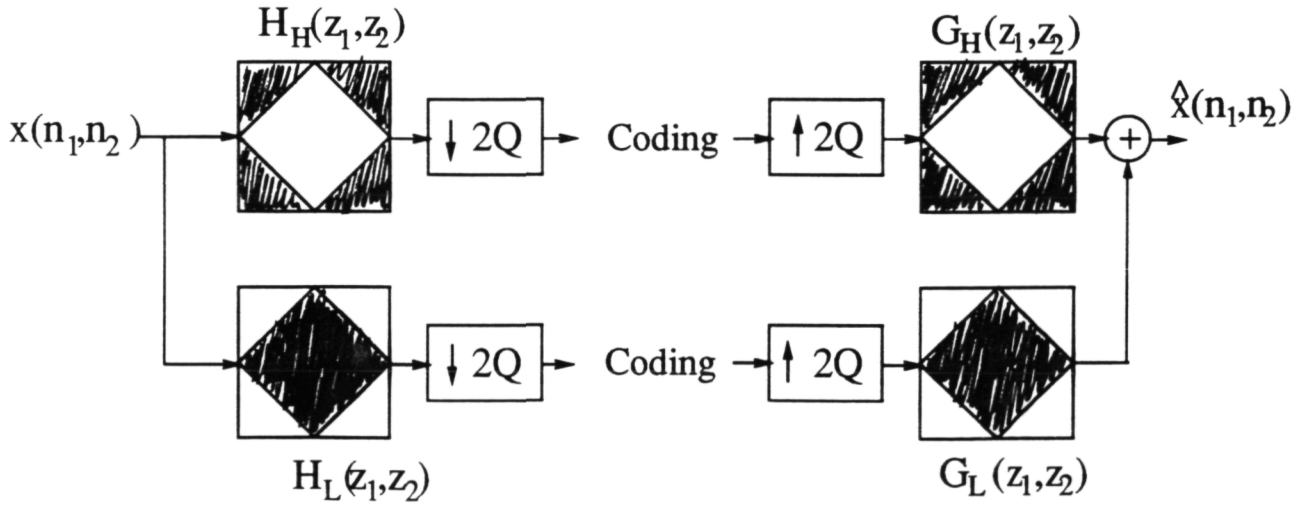 H_H(z_1,z_2)
G_H(z_1,z_2)
x(n_1,n_2)
↓ 2Q
Coding
↑ 2Q
+
x̂(n_1,n_2)
↓ 2Q
Coding
↑ 2Q
H_L(z_1,z_2)
G_L(z_1,z_2)